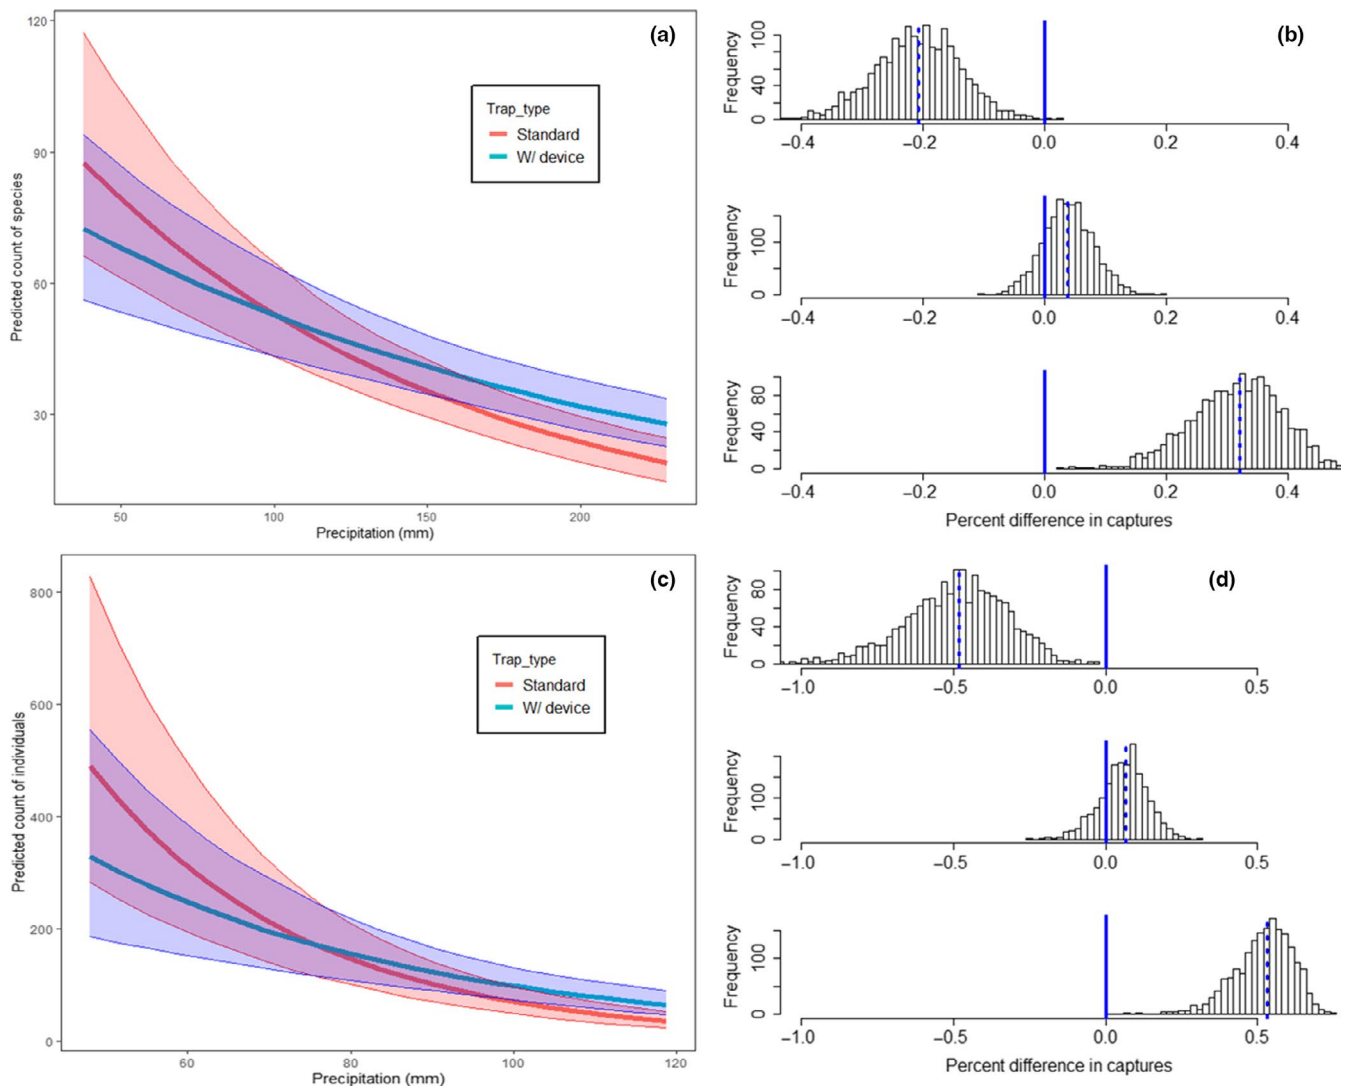 (a)
120
90
60
30
Predicted count of species
Trap_type
Standard
W/ device
50
100
150
200
Precipitation (mm)
(b)
Frequency
100
40
0
−0.4
−0.2
0.0
0.2
0.4
Frequency
100
0
−0.4
−0.2
0.0
0.2
0.4
Frequency
80
40
0
−0.4
−0.2
0.0
0.2
0.4
Percent difference in captures
(c)
800
600
400
200
0
Predicted count of individuals
Trap_type
Standard
W/ device
60
80
100
120
Precipitation (mm)
(d)
Frequency
80
40
0
−1.0
−0.5
0.0
0.5
Frequency
100
0
−1.0
−0.5
0.0
0.5
Frequency
100
0
−1.0
−0.5
0.0
0.5
Percent difference in captures